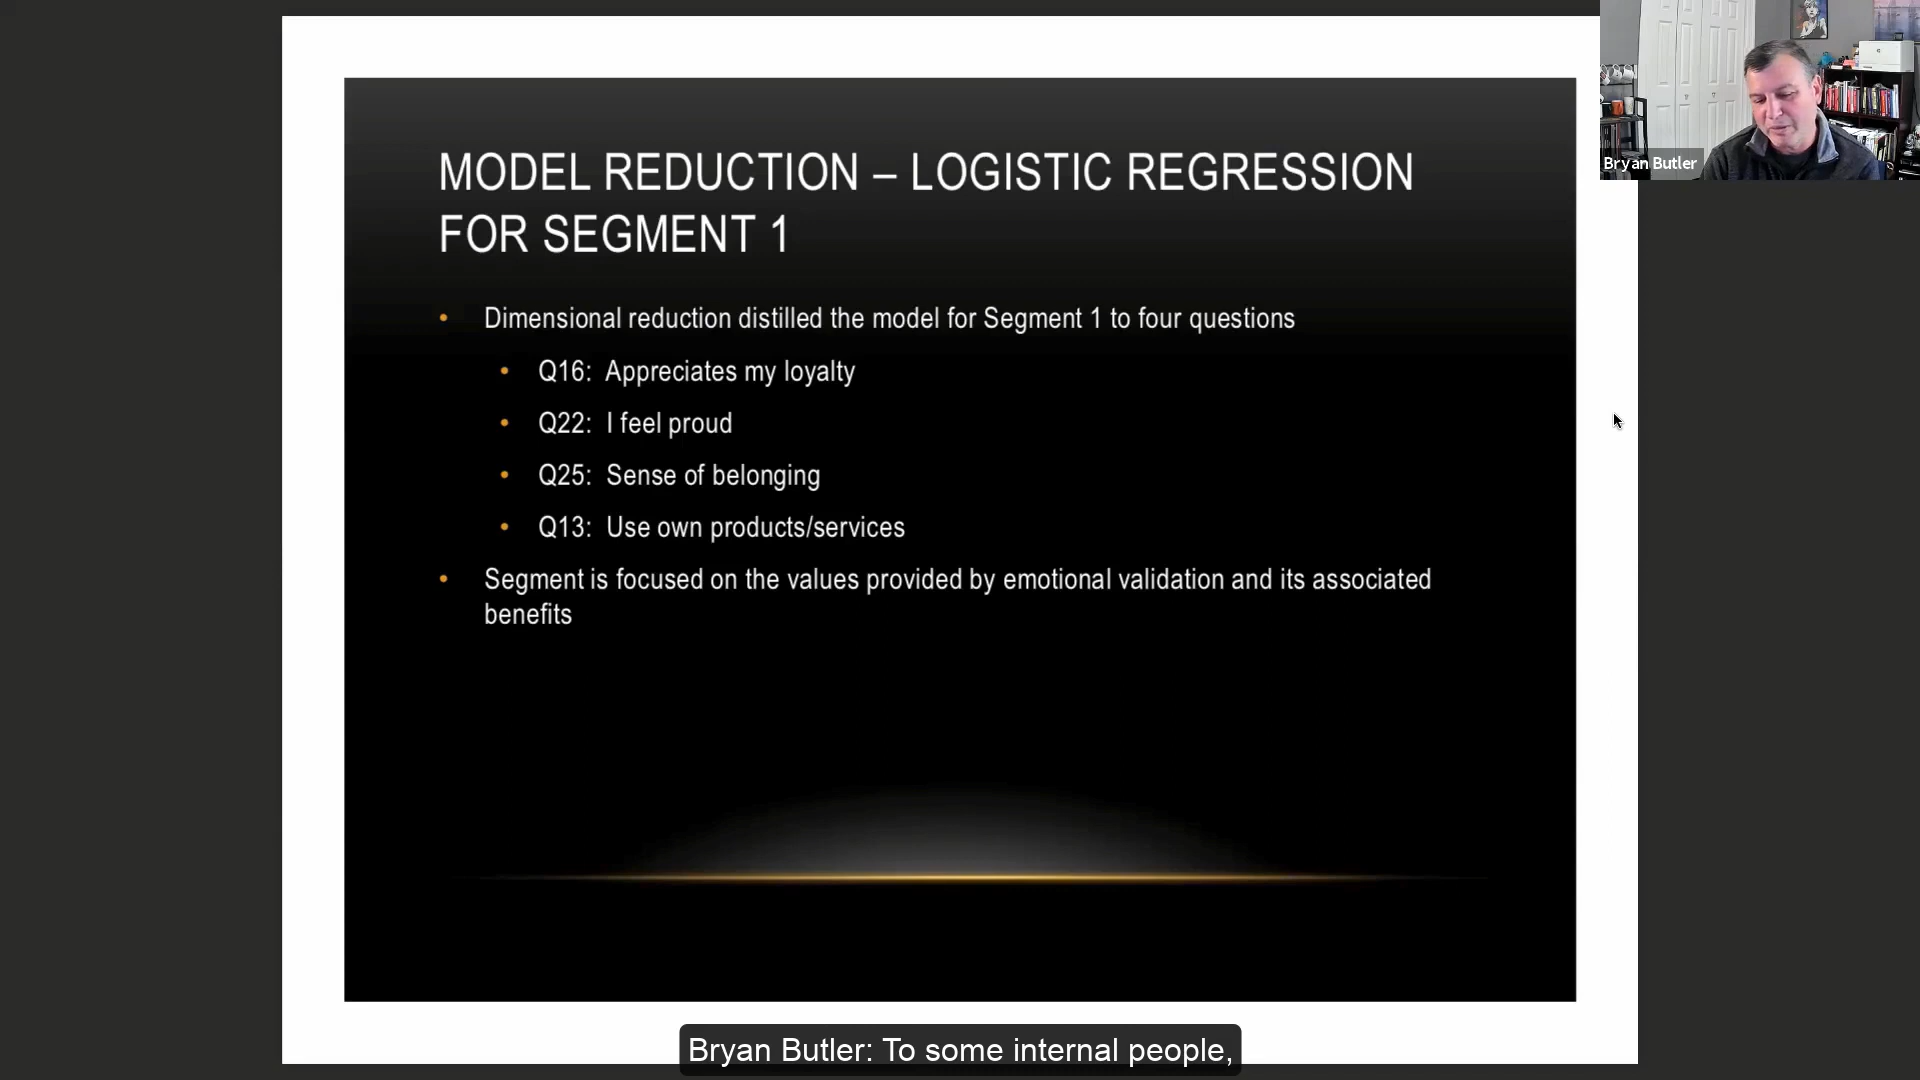 MODEL REDUCTION – LOGISTIC REGRESSION
FOR SEGMENT 1
• Dimensional reduction distilled the model for Segment 1 to four questions
• Q16: Appreciates my loyalty
• Q22: I feel proud
• Q25: Sense of belonging
• Q13: Use own products/services
• Segment is focused on the values provided by emotional validation and its associated
benefits
Bryan Butler
Bryan Butler: To some internal people,